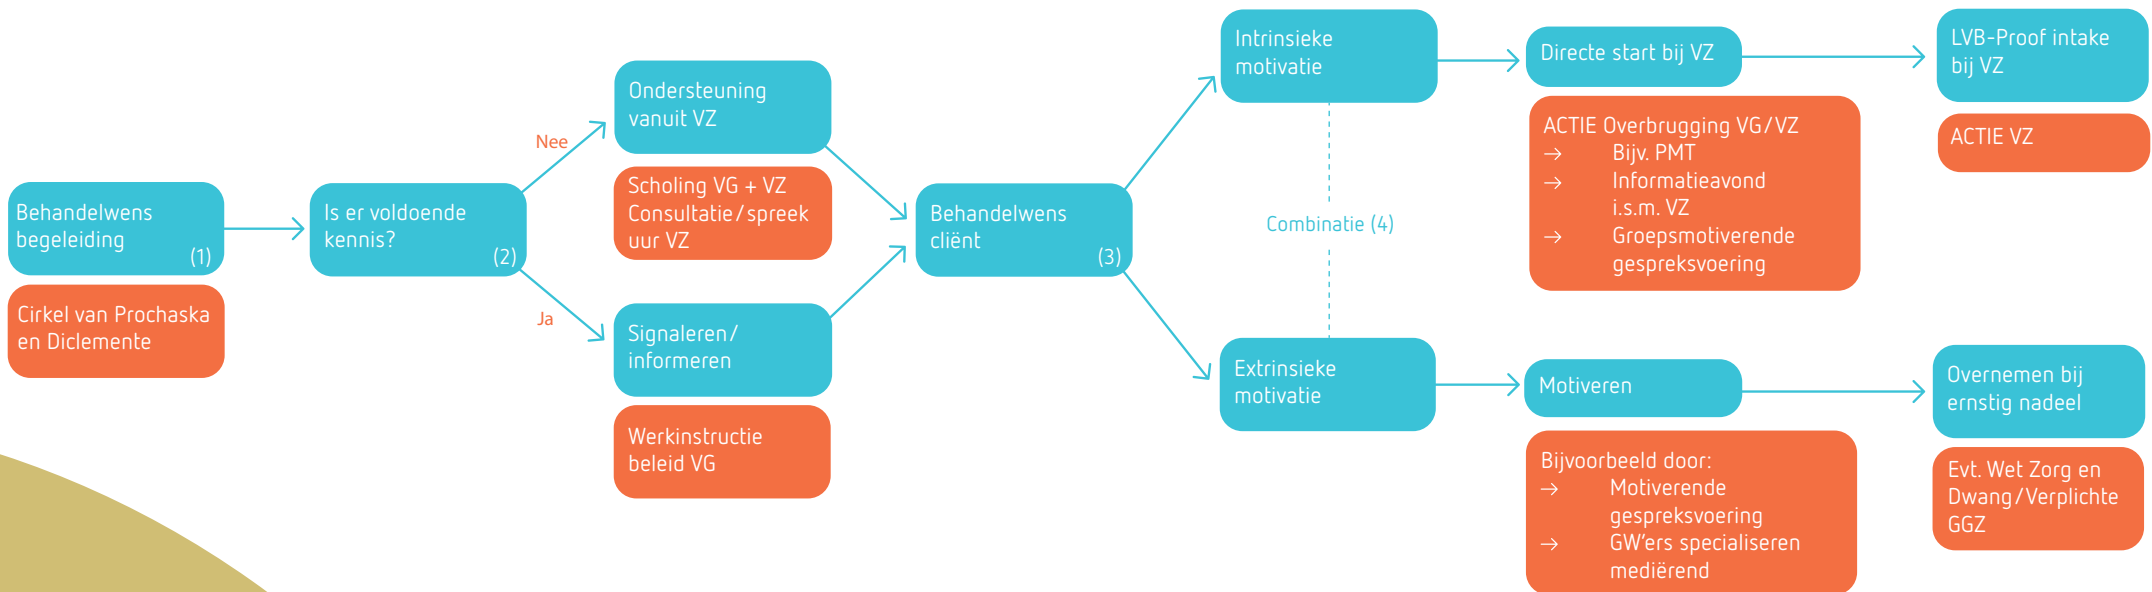 Behandelwens
begeleiding
(1)
Cirkel van Prochaska
en Diclemente
Is er voldoende
kennis?
(2)
Nee
Ja
Ondersteuning
vanuit VZ
Scholing VG + VZ
Consultatie/spreek
uur VZ
Signaleren/
informeren
Werkinstructie
beleid VG
Behandelwens
cliënt
(3)
Intrinsieke
motivatie
Combinatie (4)
Extrinsieke
motivatie
Directe start bij VZ
ACTIE Overbrugging VG/VZ
→ Bijv. PMT
→ Informatieavond
i.s.m. VZ
→ Groepsmotiverende
gespreksvoering
LVB-Proof intake
bij VZ
ACTIE VZ
Motiveren
Bijvoorbeeld door:
→ Motiverende
gespreksvoering
→ GW'ers specialiseren
mediërend
Overnemen bij
ernstig nadeel
Evt. Wet Zorg en
Dwang/Verplichte
GGZ